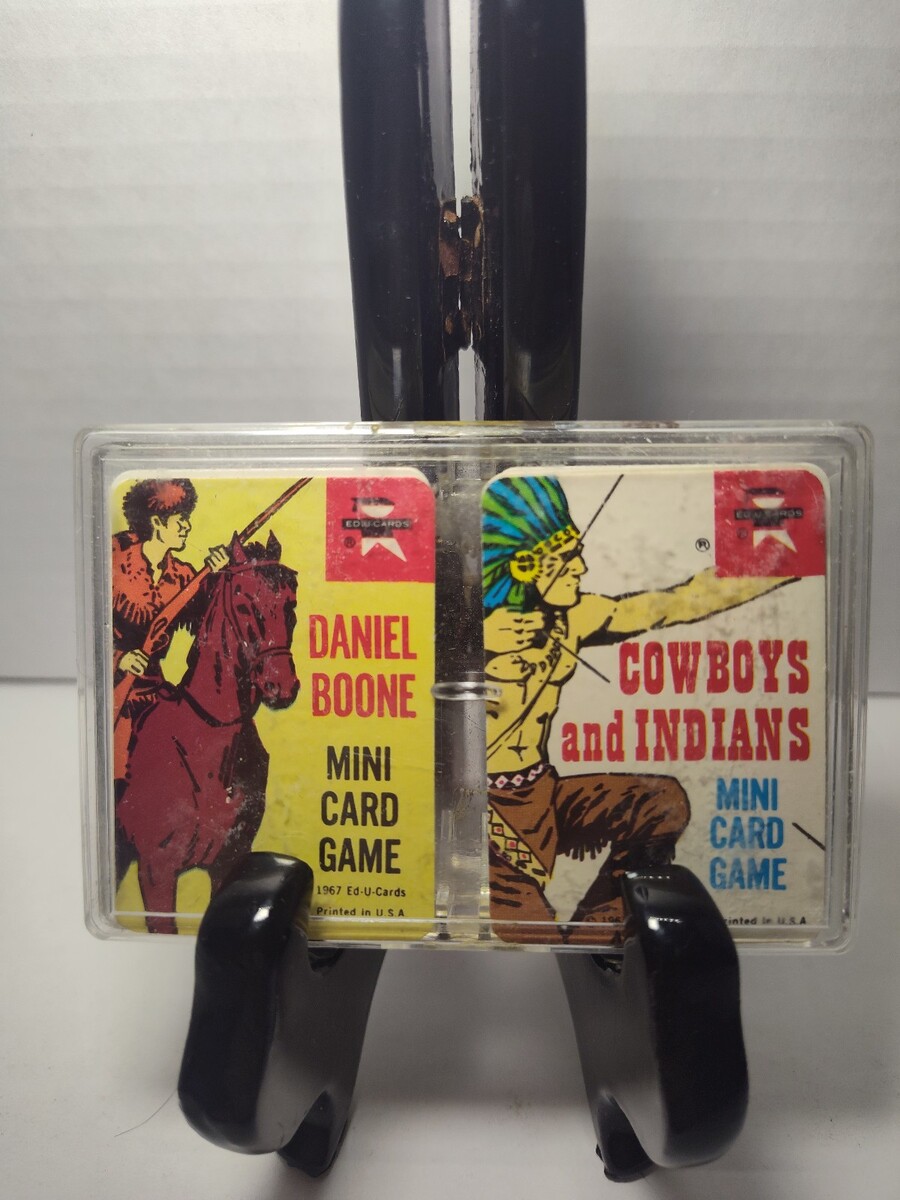 ED-U-CARDS
®
DANIEL
BOONE
MINI
CARD
GAME
1967 Ed-U-Cards
Printed in U.S.A
ED-U-CARDS
®
®
COWBOYS
and INDIANS
MINI
CARD
GAME
rinted in U.S.A